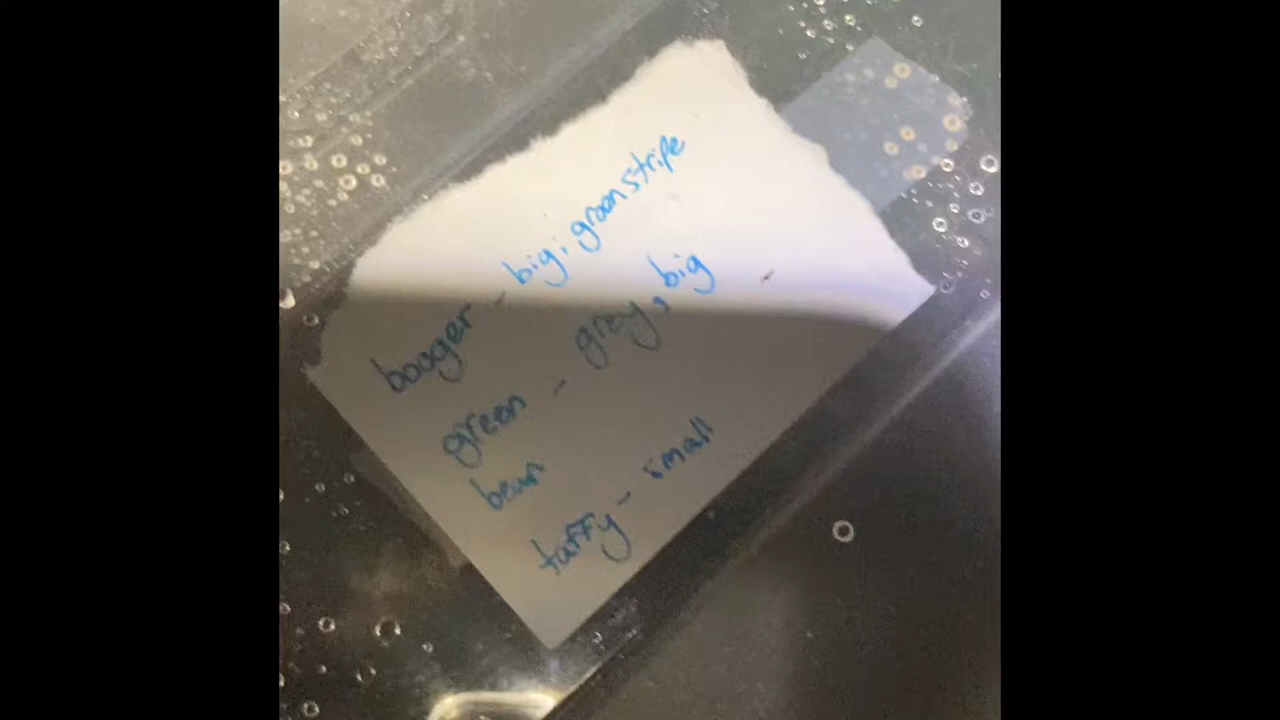 booger - big, green stripe
green - grey, big
bean
taffy - small